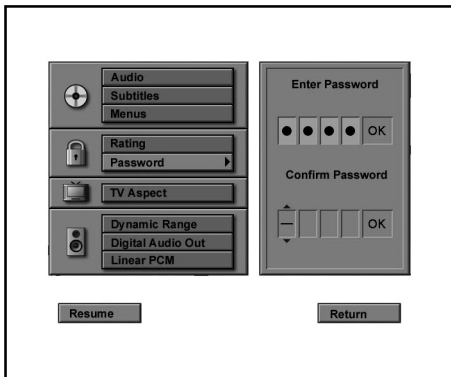 Audio
Subtitles
Menus
Rating
Password
TV Aspect
Dynamic Range
Digital Audio Out
Linear PCM
Enter Password
OK
Confirm Password
OK
Resume
Return